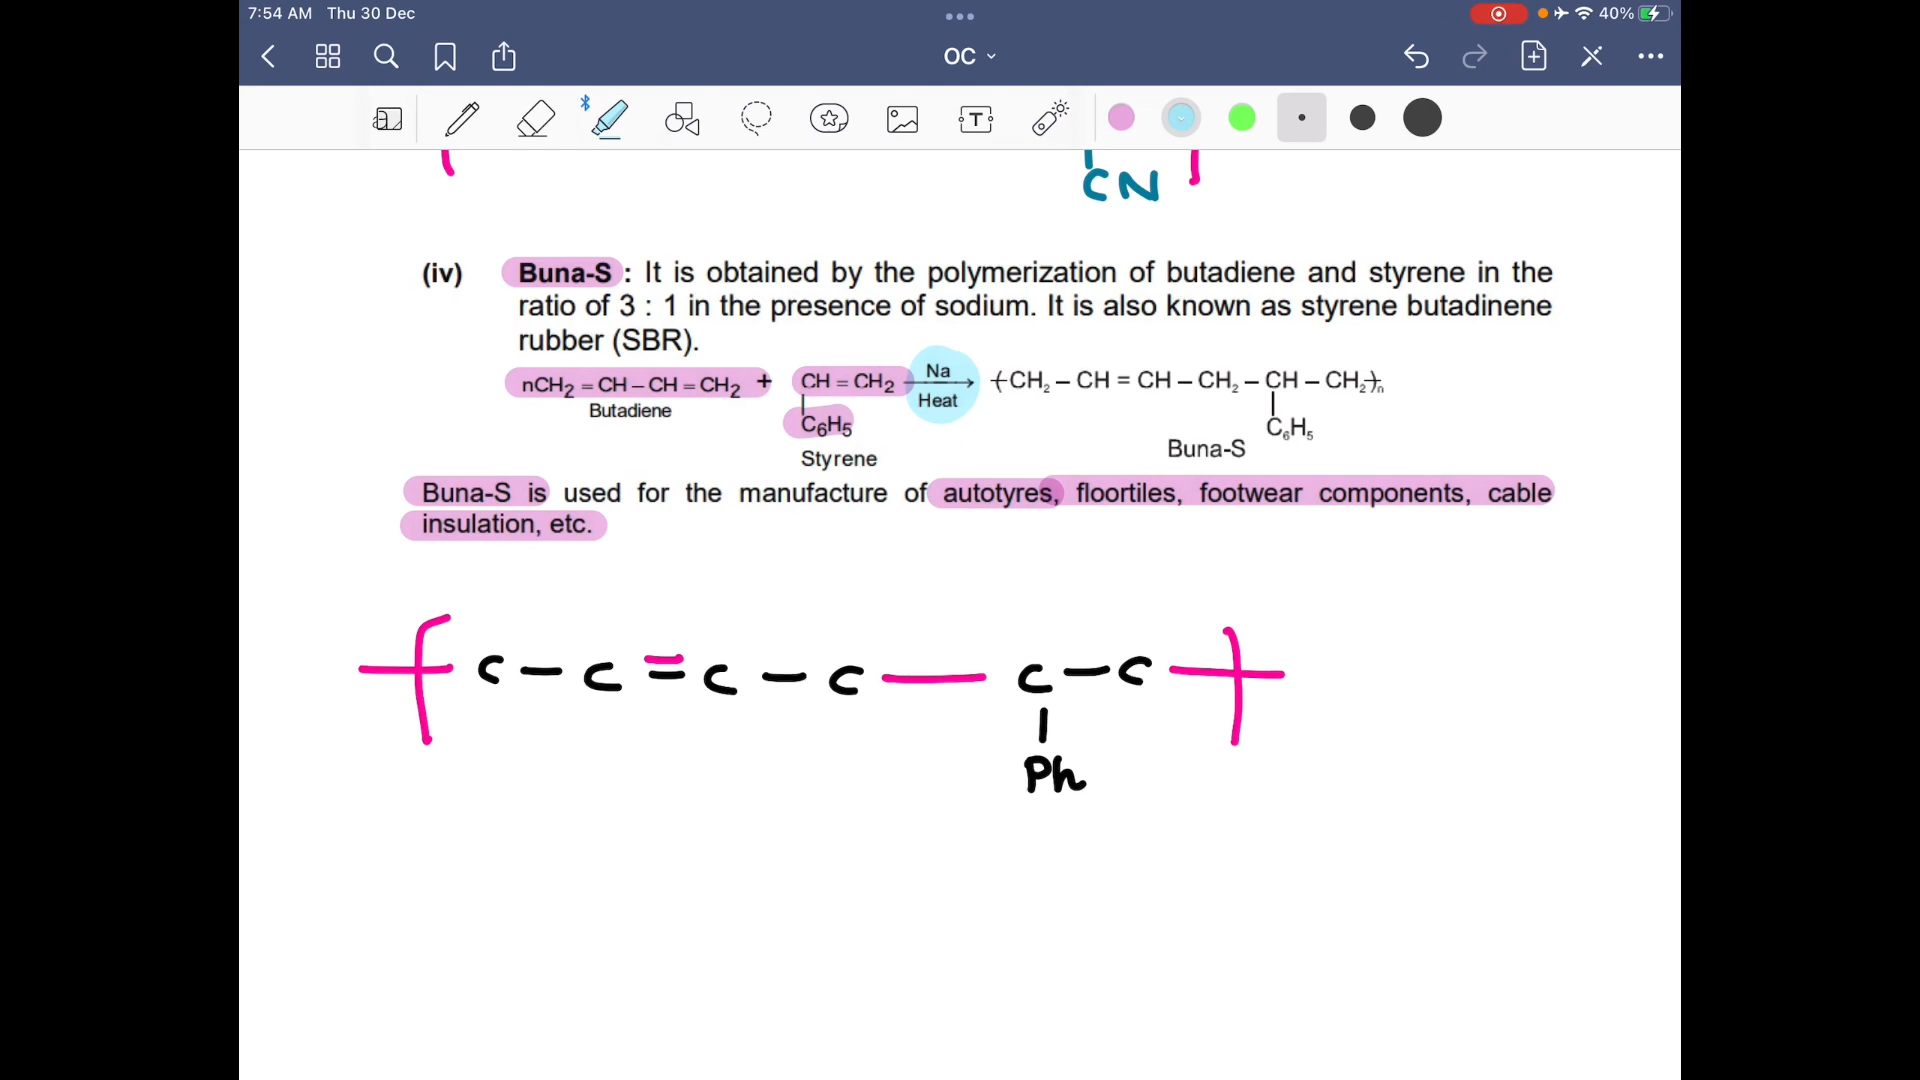 7:54 AM Thu 30 Dec
40%
OC
CN
(iv) Buna-S : It is obtained by the polymerization of butadiene and styrene in the
ratio of 3 : 1 in the presence of sodium. It is also known as styrene butadinene
rubber (SBR).
nCH₂ = CH – CH = CH₂ + CH = CH₂ Na → –(CH₂ – CH = CH – CH₂ – CH – CH₂)–ₙ
Butadiene Heat
C₆H₅ C₆H₅
Styrene Buna-S
Buna-S is used for the manufacture of autotyres, floortiles, footwear components, cable
insulation, etc.
C – C = C – C — C – C
Ph